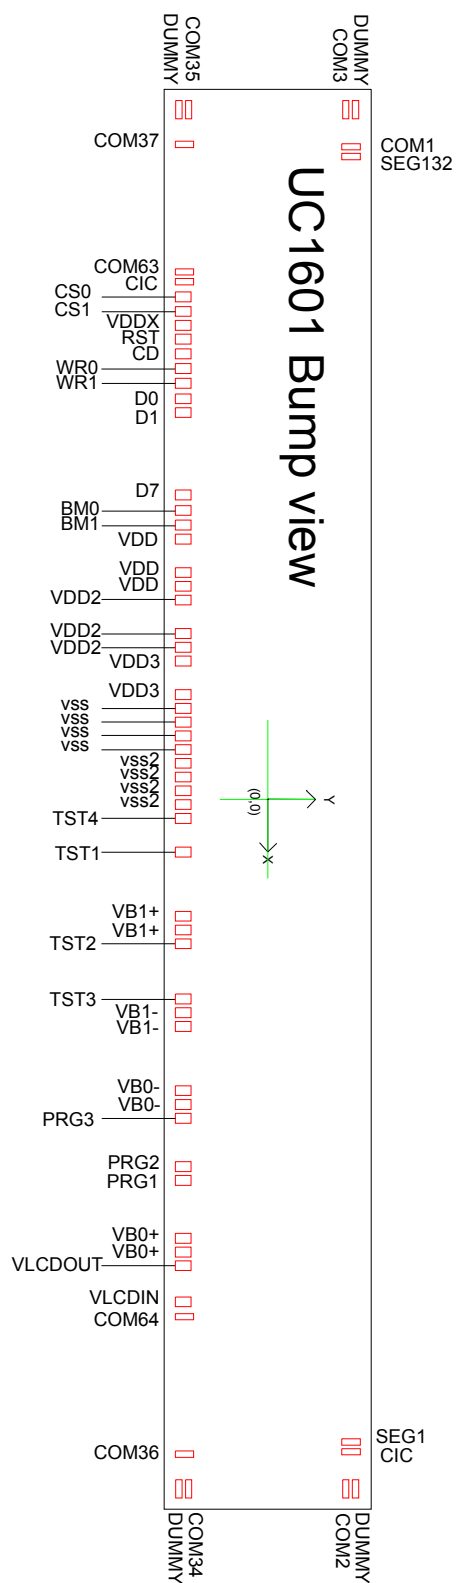 DUMMY
COM35
COM3
DUMMY
COM37
COM1
SEG132
UC1601 Bump view
COM63
CIC
CS0
CS1
VDDX
RST
CD
WR0
WR1
D0
D1
D7
BM0
BM1
VDD
VDD
VDD
VDD2
VDD2
VDD2
VDD3
VDD3
vss
vss
vss
vss
vss2
vss2
vss2
vss2
(0,0)
Y
X
TST4
TST1
VB1+
VB1+
TST2
TST3
VB1-
VB1-
VB0-
VB0-
PRG3
PRG2
PRG1
VB0+
VB0+
VLCDOUT
VLCDIN
COM64
SEG1
CIC
COM36
DUMMY
COM34
COM2
DUMMY